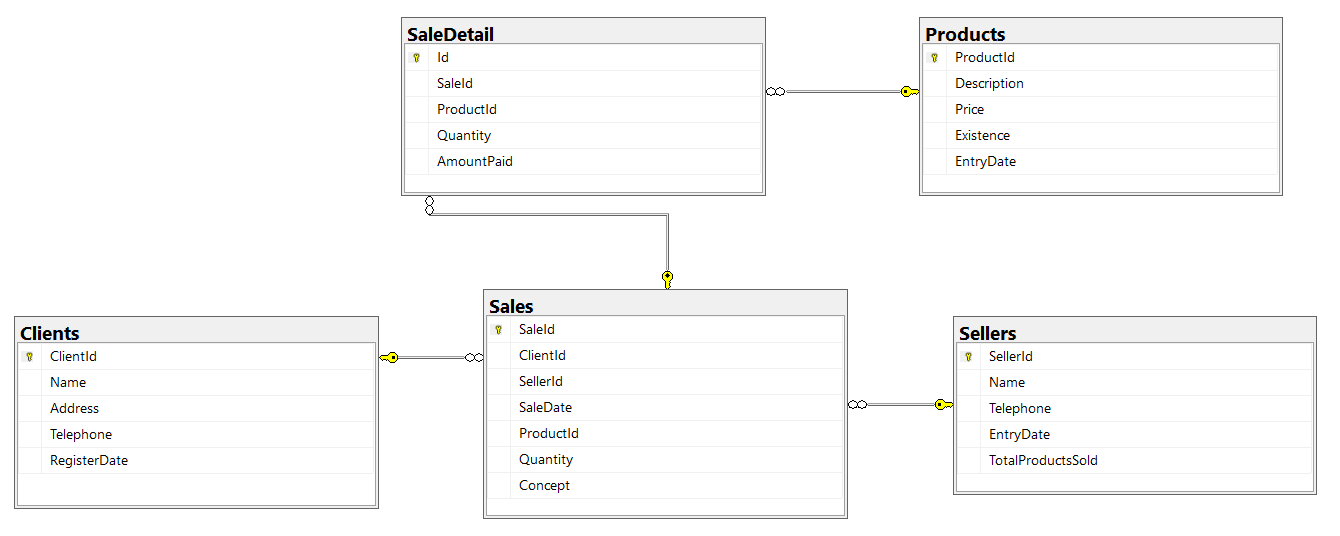 SaleDetail
Id
SaleId
ProductId
Quantity
AmountPaid
Products
ProductId
Description
Price
Existence
EntryDate
Clients
ClientId
Name
Address
Telephone
RegisterDate
Sales
SaleId
ClientId
SellerId
SaleDate
ProductId
Quantity
Concept
Sellers
SellerId
Name
Telephone
EntryDate
TotalProductsSold